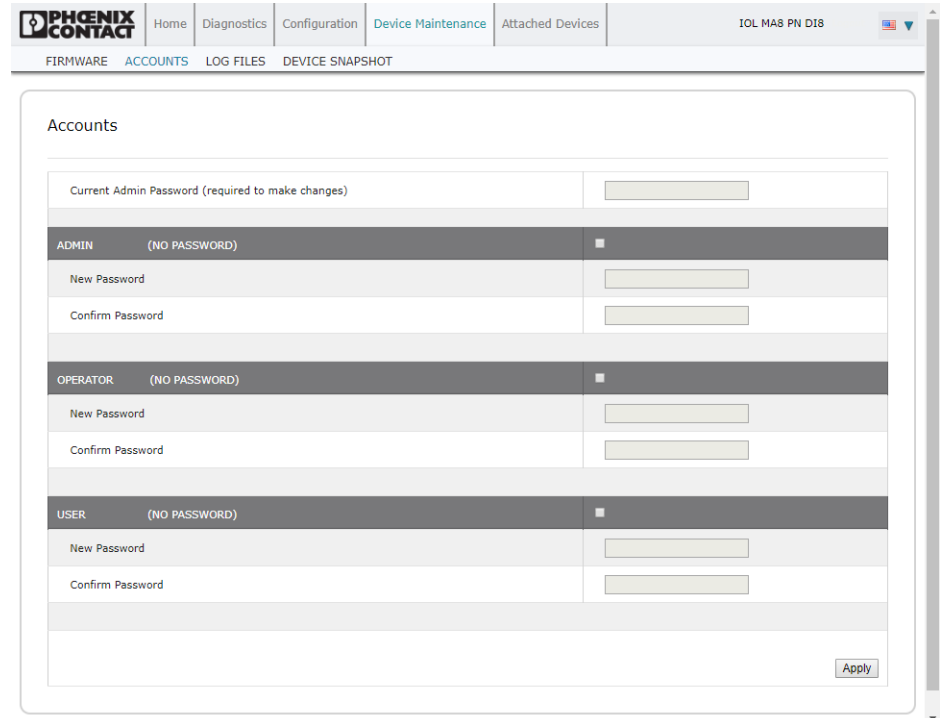 PHŒNIX CONTACT Home Diagnostics Configuration Device Maintenance Attached Devices IOL MA8 PN DI8
FIRMWARE ACCOUNTS LOG FILES DEVICE SNAPSHOT
Accounts
Current Admin Password (required to make changes)
ADMIN (NO PASSWORD)
New Password
Confirm Password
OPERATOR (NO PASSWORD)
New Password
Confirm Password
USER (NO PASSWORD)
New Password
Confirm Password
Apply